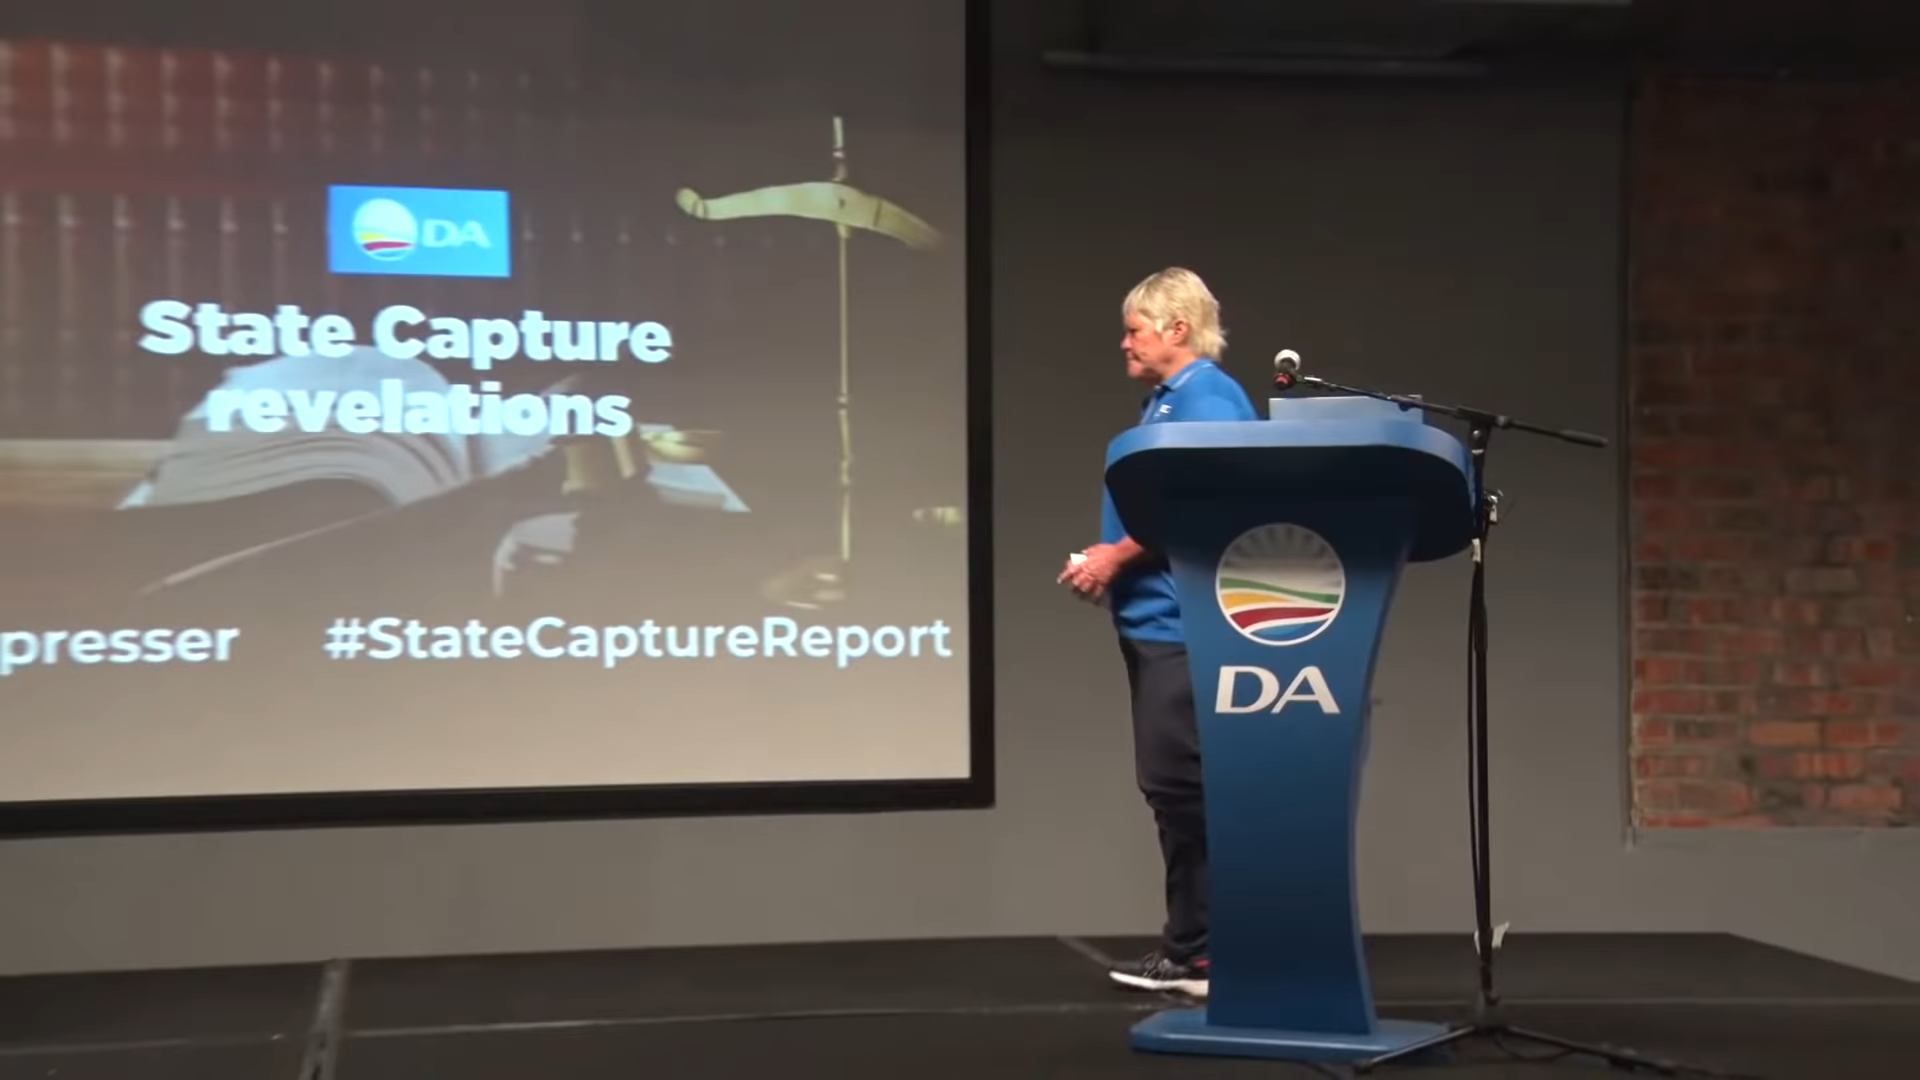 DA
State Capture
revelations
presser #StateCaptureReport
DA